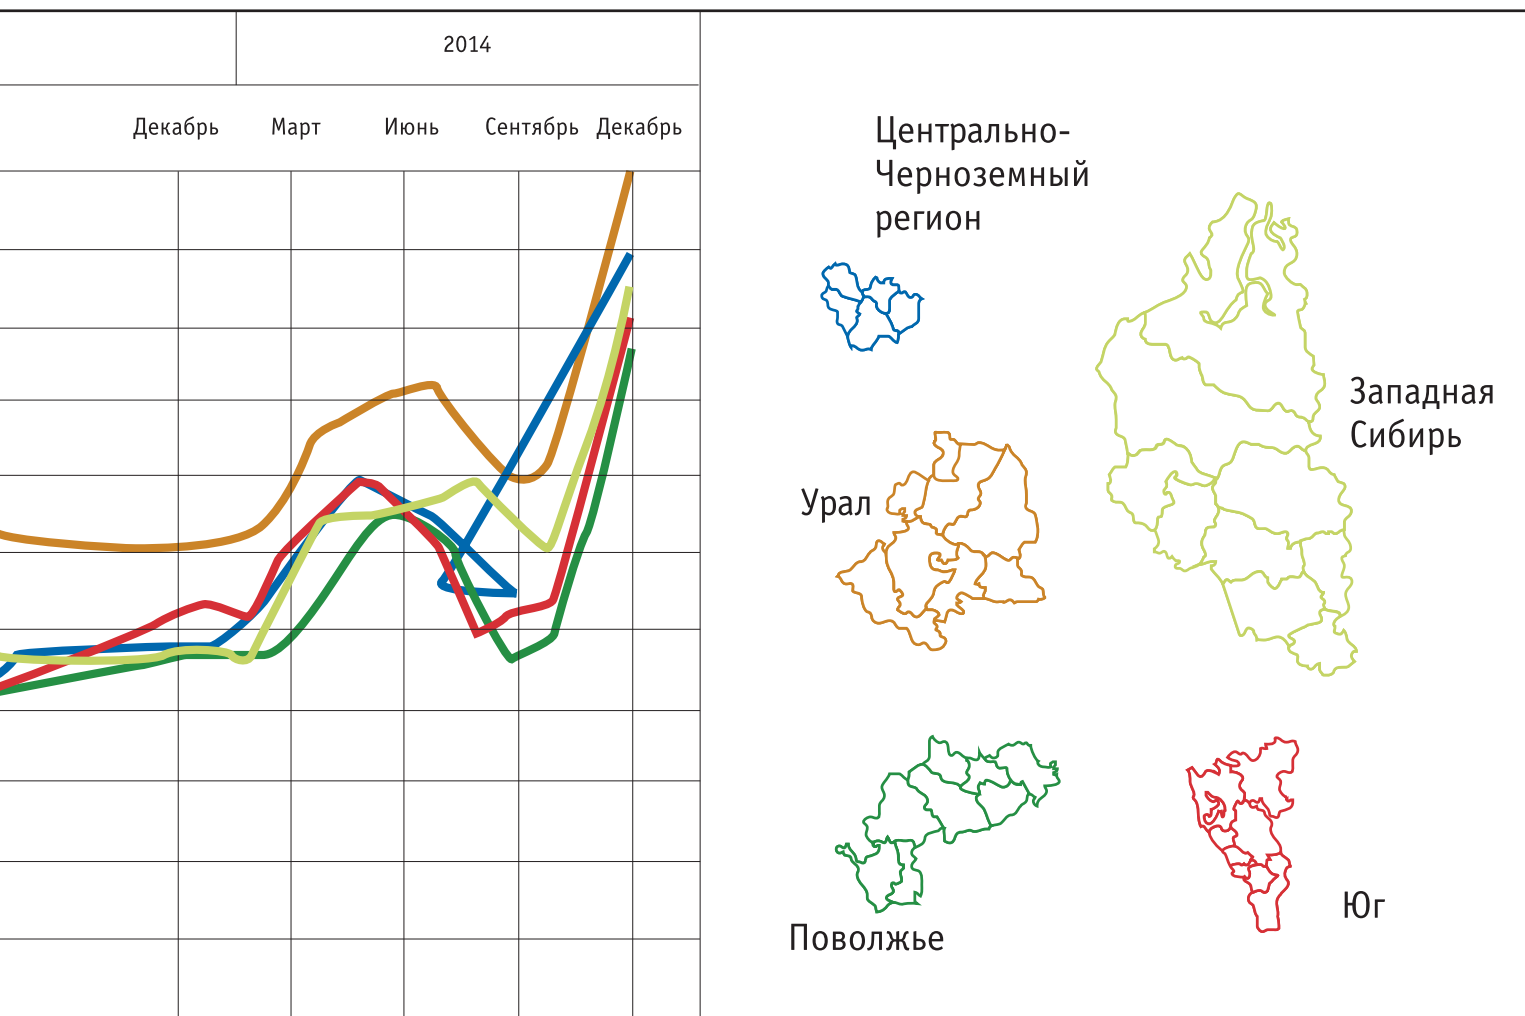 2014
Декабрь Март Июнь Сентябрь Декабрь
Центрально-
Черноземный
регион
Западная
Сибирь
Урал
Поволжье
Юг